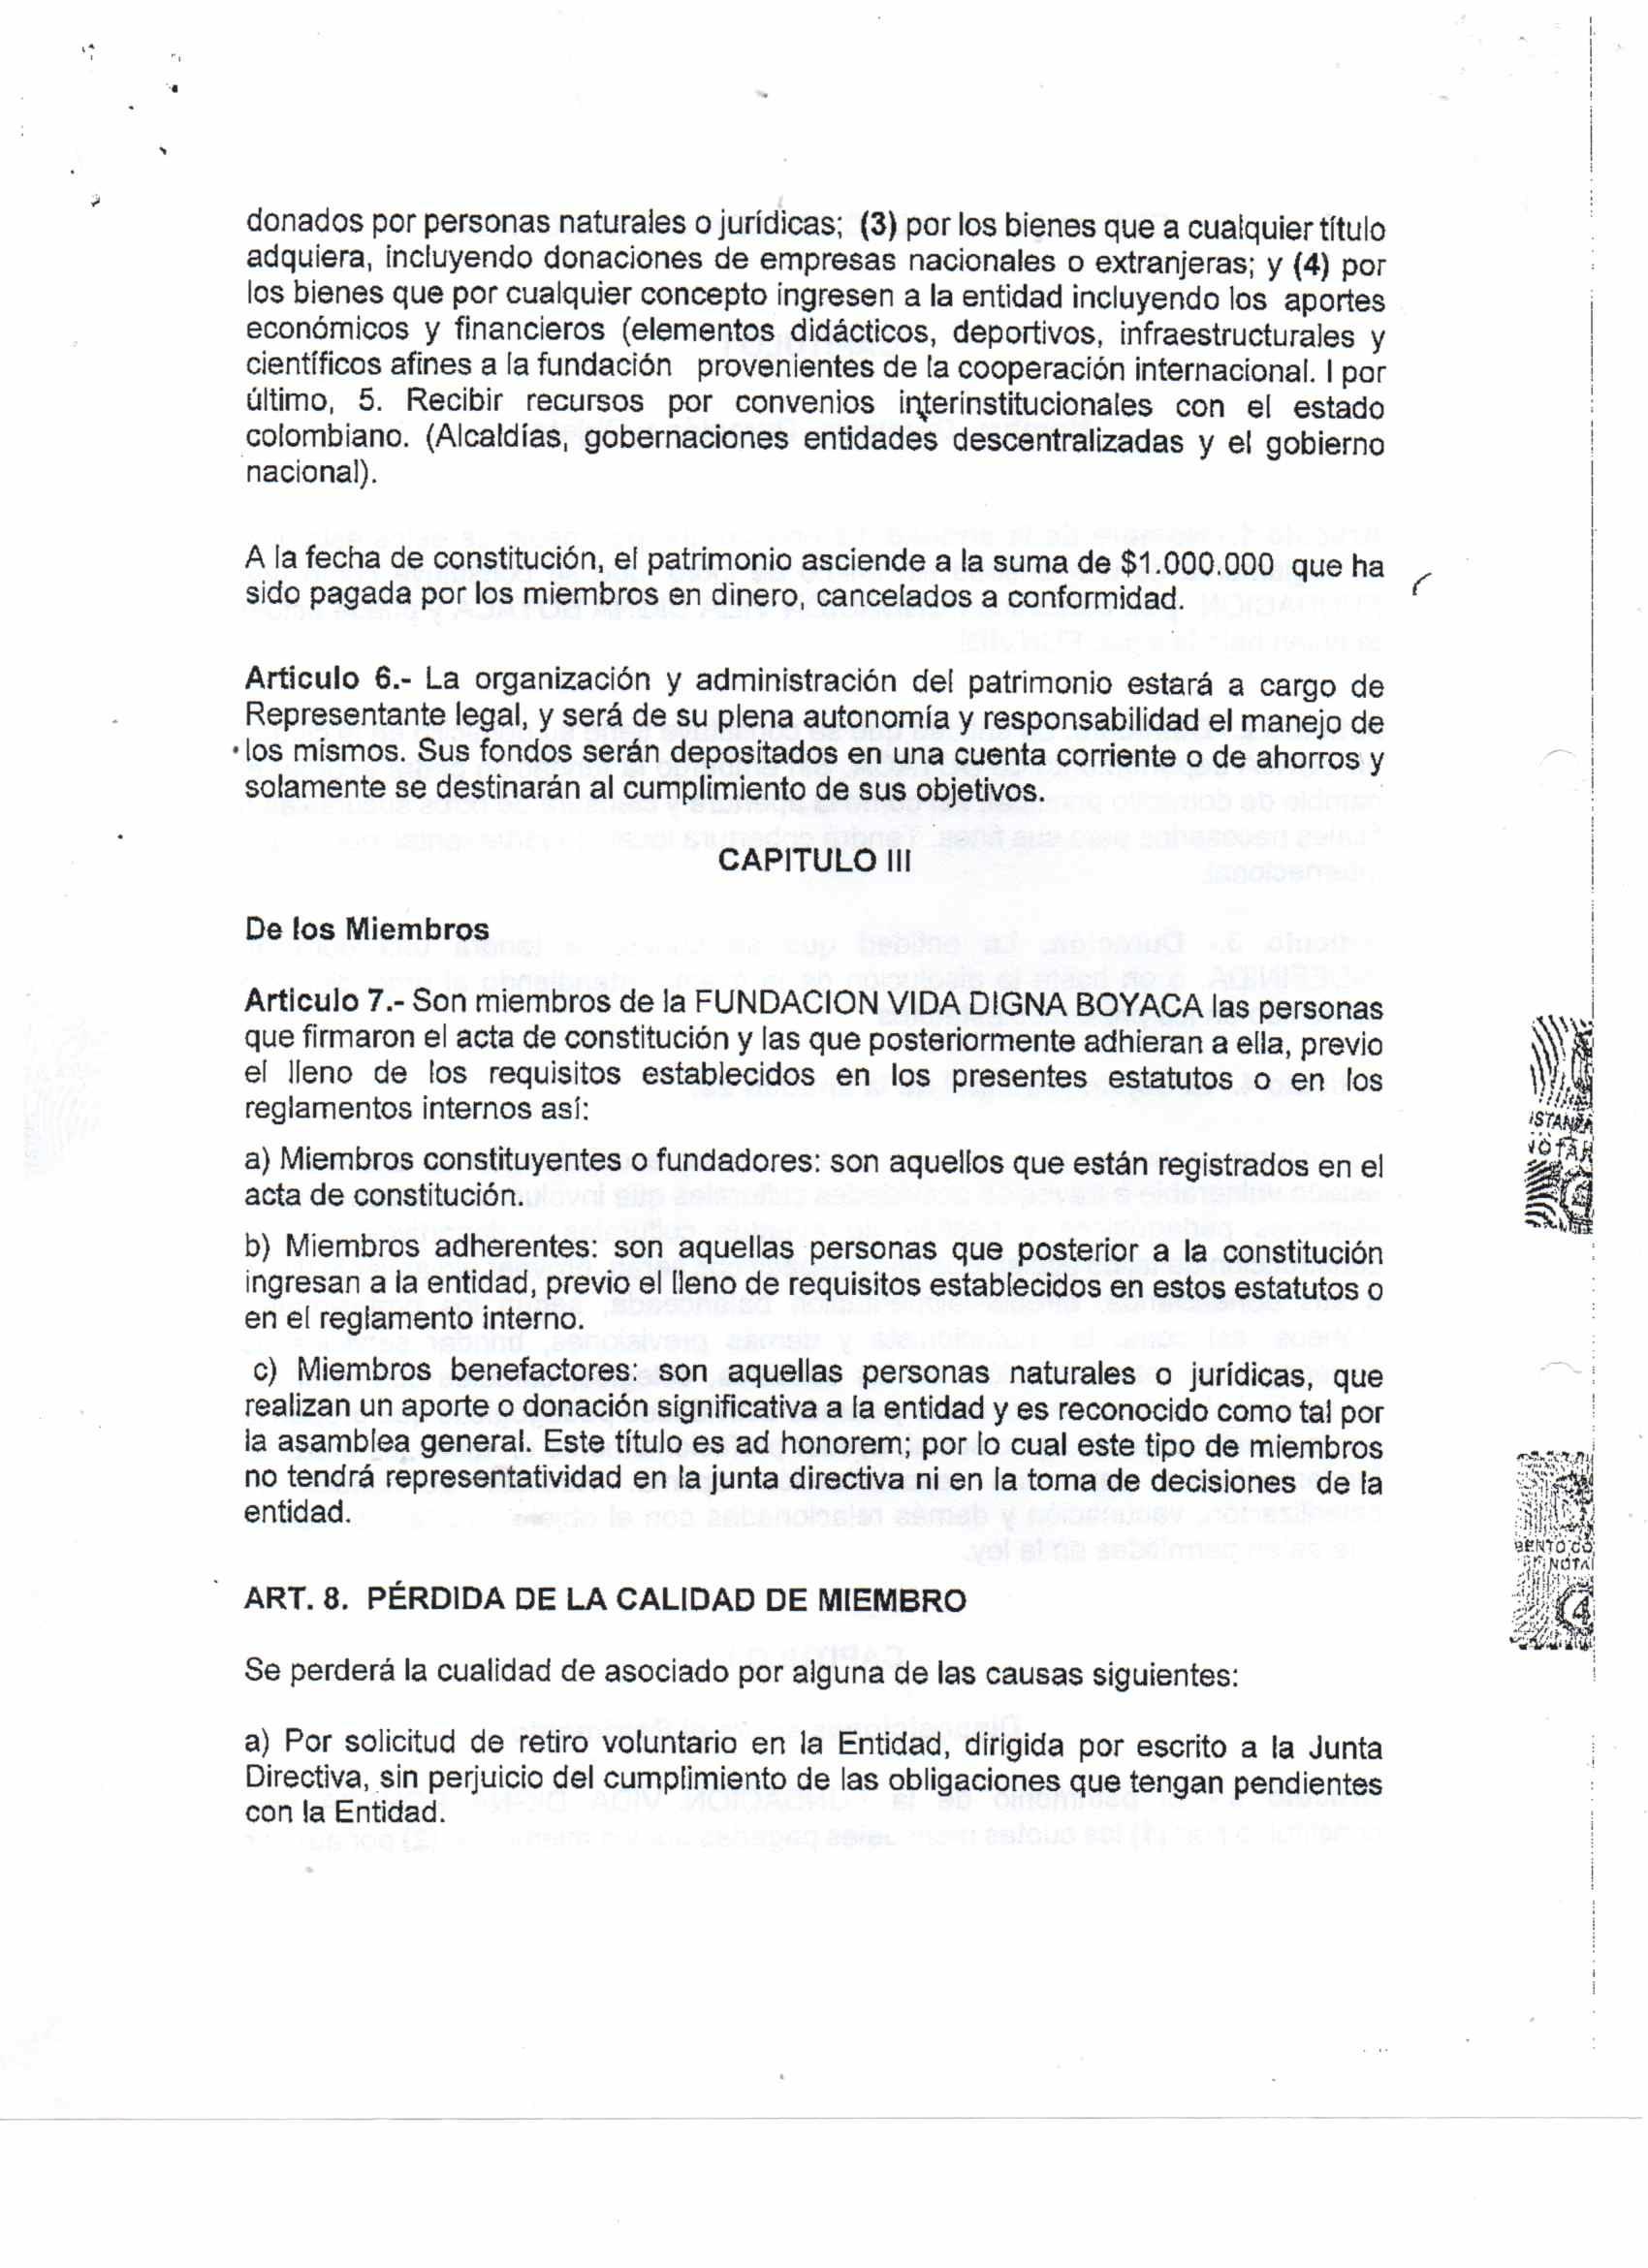 donados por personas naturales o jurídicas; (3) por los bienes que a cualquier título
adquiera, incluyendo donaciones de empresas nacionales o extranjeras; y (4) por
los bienes que por cualquier concepto ingresen a la entidad incluyendo los aportes
económicos y financieros (elementos didácticos, deportivos, infraestructurales y
científicos afines a la fundación provenientes de la cooperación internacional. I por
último, 5. Recibir recursos por convenios interinstitucionales con el estado
colombiano. (Alcaldías, gobernaciones entidades descentralizadas y el gobierno
nacional).
A la fecha de constitución, el patrimonio asciende a la suma de $1.000.000 que ha
sido pagada por los miembros en dinero, cancelados a conformidad.
Articulo 6.- La organización y administración del patrimonio estará a cargo de
Representante legal, y será de su plena autonomía y responsabilidad el manejo de
los mismos. Sus fondos serán depositados en una cuenta corriente o de ahorros y
solamente se destinarán al cumplimiento de sus objetivos.
CAPITULO III
De los Miembros
Articulo 7.- Son miembros de la FUNDACION VIDA DIGNA BOYACA las personas
que firmaron el acta de constitución y las que posteriormente adhieran a ella, previo
el lleno de los requisitos establecidos en los presentes estatutos o en los
reglamentos internos así:
a) Miembros constituyentes o fundadores: son aquellos que están registrados en el
acta de constitución.
b) Miembros adherentes: son aquellas personas que posterior a la constitución
ingresan a la entidad, previo el lleno de requisitos establecidos en estos estatutos o
en el reglamento interno.
c) Miembros benefactores: son aquellas personas naturales o jurídicas, que
realizan un aporte o donación significativa a la entidad y es reconocido como tal por
la asamblea general. Este título es ad honorem; por lo cual este tipo de miembros
no tendrá representatividad en la junta directiva ni en la toma de decisiones de la
entidad.
ART. 8. PÉRDIDA DE LA CALIDAD DE MIEMBRO
Se perderá la cualidad de asociado por alguna de las causas siguientes:
a) Por solicitud de retiro voluntario en la Entidad, dirigida por escrito a la Junta
Directiva, sin perjuicio del cumplimiento de las obligaciones que tengan pendientes
con la Entidad.